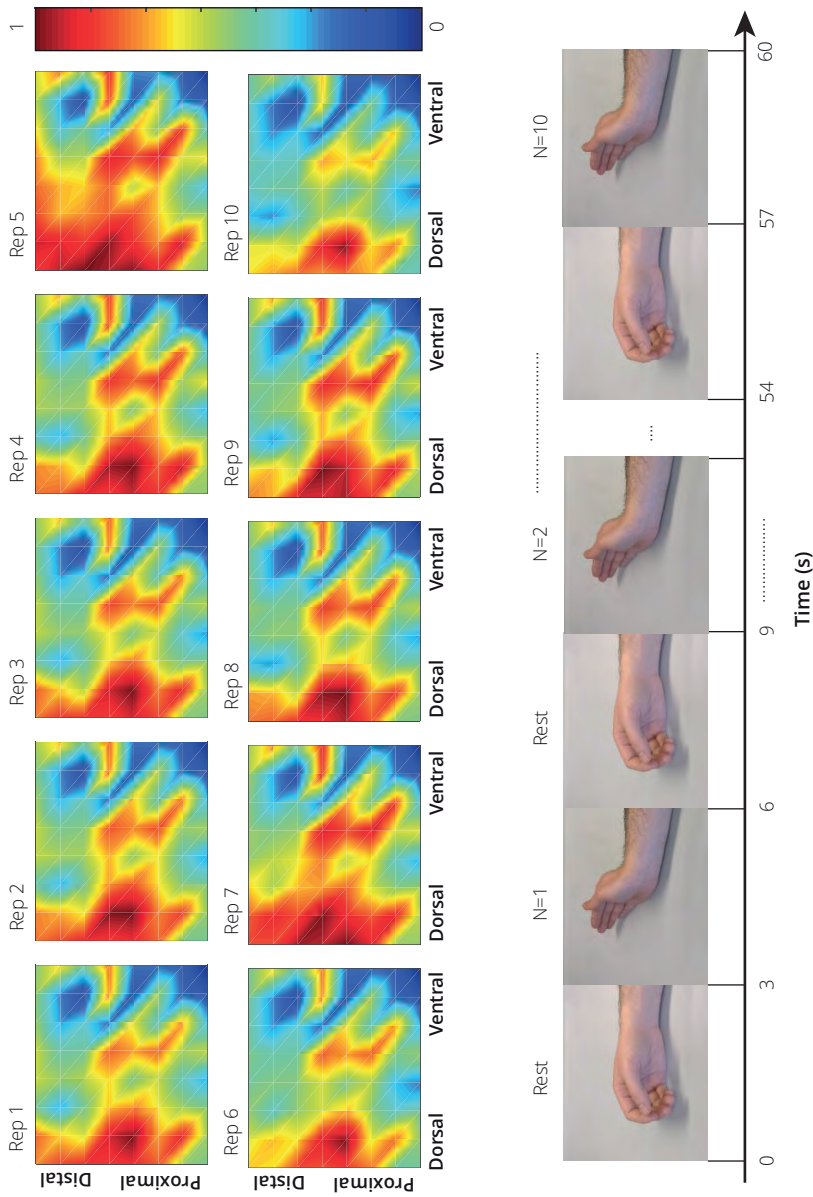 Rep 1
Rep 2
Rep 3
Rep 4
Rep 5
1
0
Distal
Proximal
Rep 6
Rep 7
Rep 8
Rep 9
Rep 10
Distal
Proximal
Dorsal
Ventral
Dorsal
Ventral
Dorsal
Ventral
Dorsal
Ventral
Dorsal
Ventral
Rest
N=1
Rest
N=2
N=10
0
3
6
9
54
57
60
Time (s)